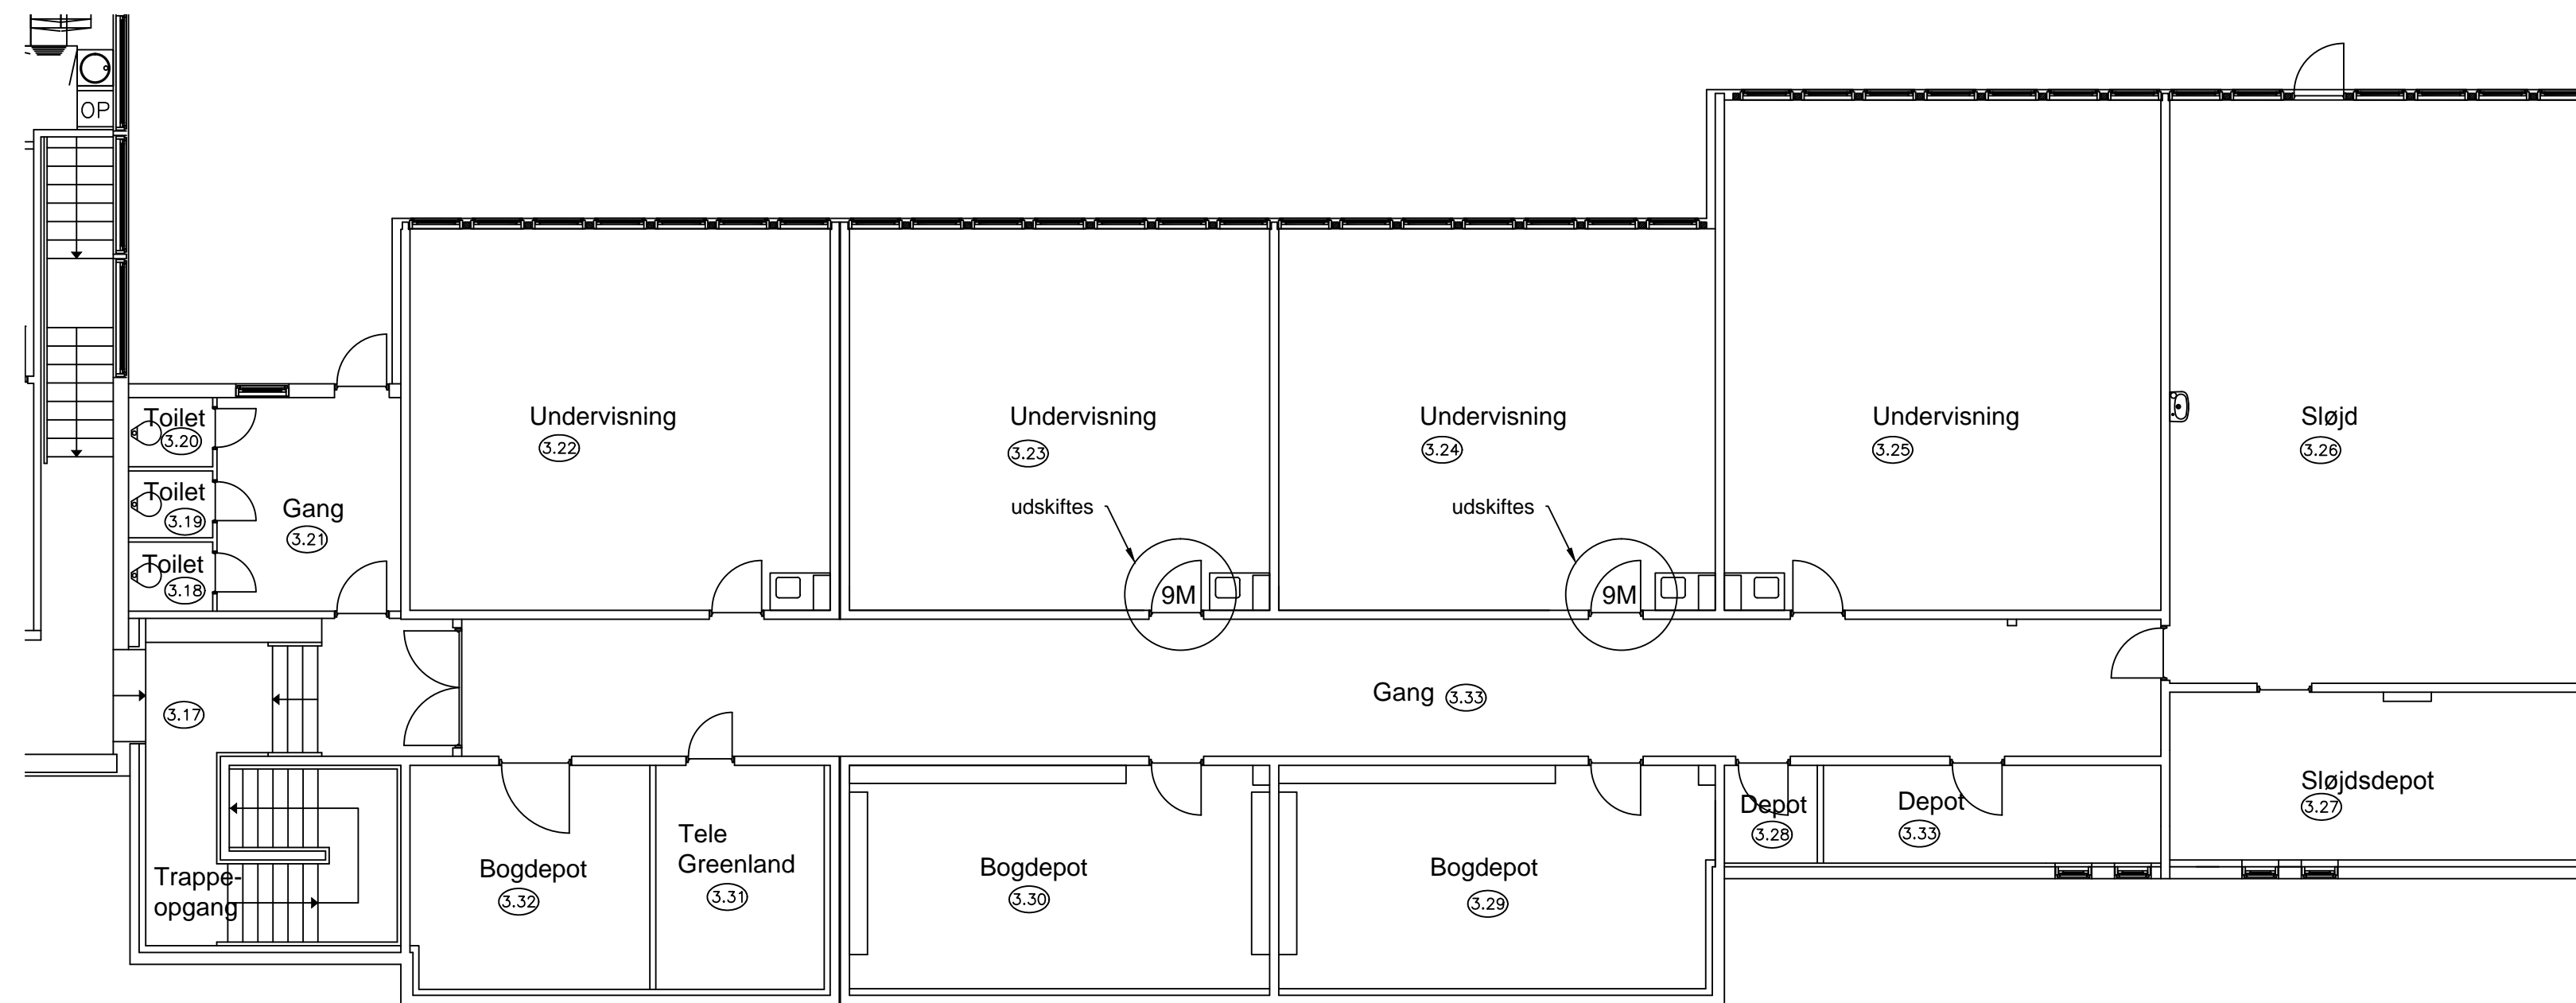 OP
Toilet
3.20
Toilet
3.19
Toilet
3.18
Gang
3.21
Undervisning
3.22
Undervisning
3.23
udskiftes
9M
Undervisning
3.24
udskiftes
9M
Undervisning
3.25
Sløjd
3.26
3.17
Gang 3.33
Trappe-
opgang
Bogdepot
3.32
Tele
Greenland
3.31
Bogdepot
3.30
Bogdepot
3.29
Depot
3.28
Depot
3.33
Sløjdsdepot
3.27